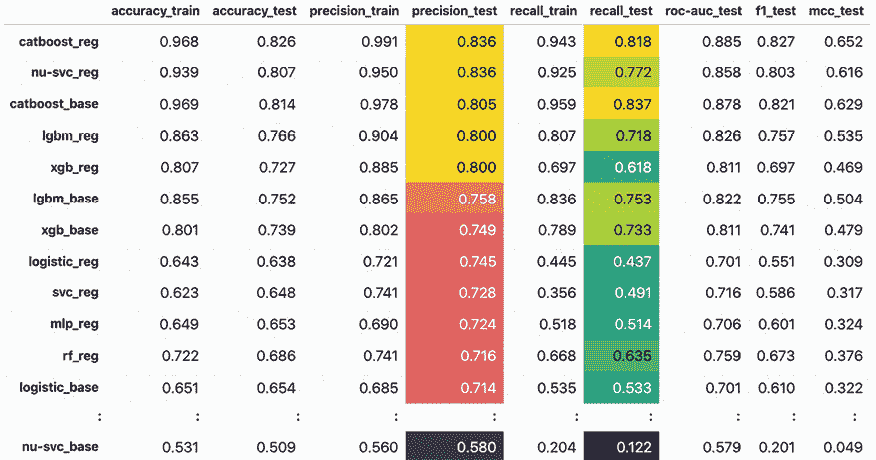 accuracy_train accuracy_test precision_train precision_test recall_train recall_test roc-auc_test f1_test mcc_test
catboost_reg 0.968 0.826 0.991 0.836 0.943 0.818 0.885 0.827 0.652
nu-svc_reg 0.939 0.807 0.950 0.836 0.925 0.772 0.858 0.803 0.616
catboost_base 0.969 0.814 0.978 0.805 0.959 0.837 0.878 0.821 0.629
lgbm_reg 0.863 0.766 0.904 0.800 0.807 0.718 0.826 0.757 0.535
xgb_reg 0.807 0.727 0.885 0.800 0.697 0.618 0.811 0.697 0.469
lgbm_base 0.855 0.752 0.865 0.758 0.836 0.753 0.822 0.755 0.504
xgb_base 0.801 0.739 0.802 0.749 0.789 0.733 0.811 0.741 0.479
logistic_reg 0.643 0.638 0.721 0.745 0.445 0.437 0.701 0.551 0.309
svc_reg 0.623 0.648 0.741 0.728 0.356 0.491 0.716 0.586 0.317
mlp_reg 0.649 0.653 0.690 0.724 0.518 0.514 0.706 0.601 0.324
rf_reg 0.722 0.686 0.741 0.716 0.668 0.635 0.759 0.673 0.376
logistic_base 0.651 0.654 0.685 0.714 0.535 0.533 0.701 0.610 0.322
: : : : : : : : : :
nu-svc_base 0.531 0.509 0.560 0.580 0.204 0.122 0.579 0.201 0.049